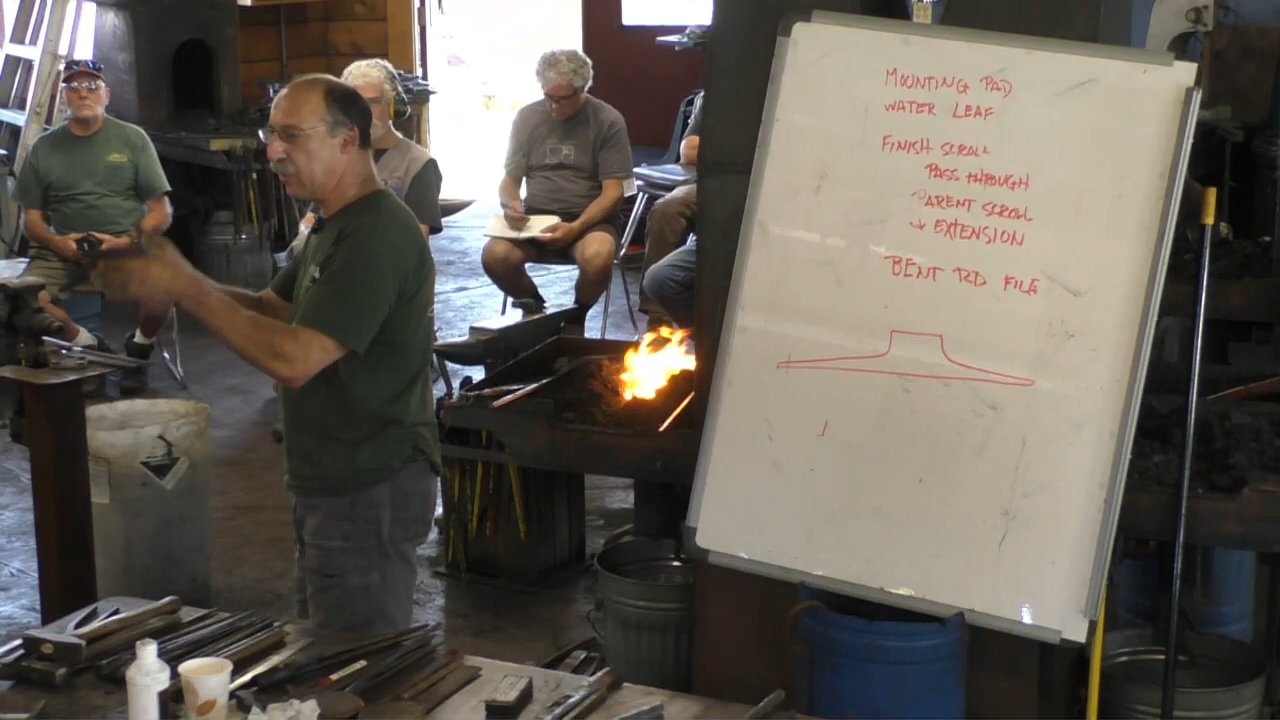 MOUNTING PAD
WATER LEAF
FINISH SCROLL
PASS THROUGH
PARENT SCROLL
↳ EXTENSION
BENT RD FILE